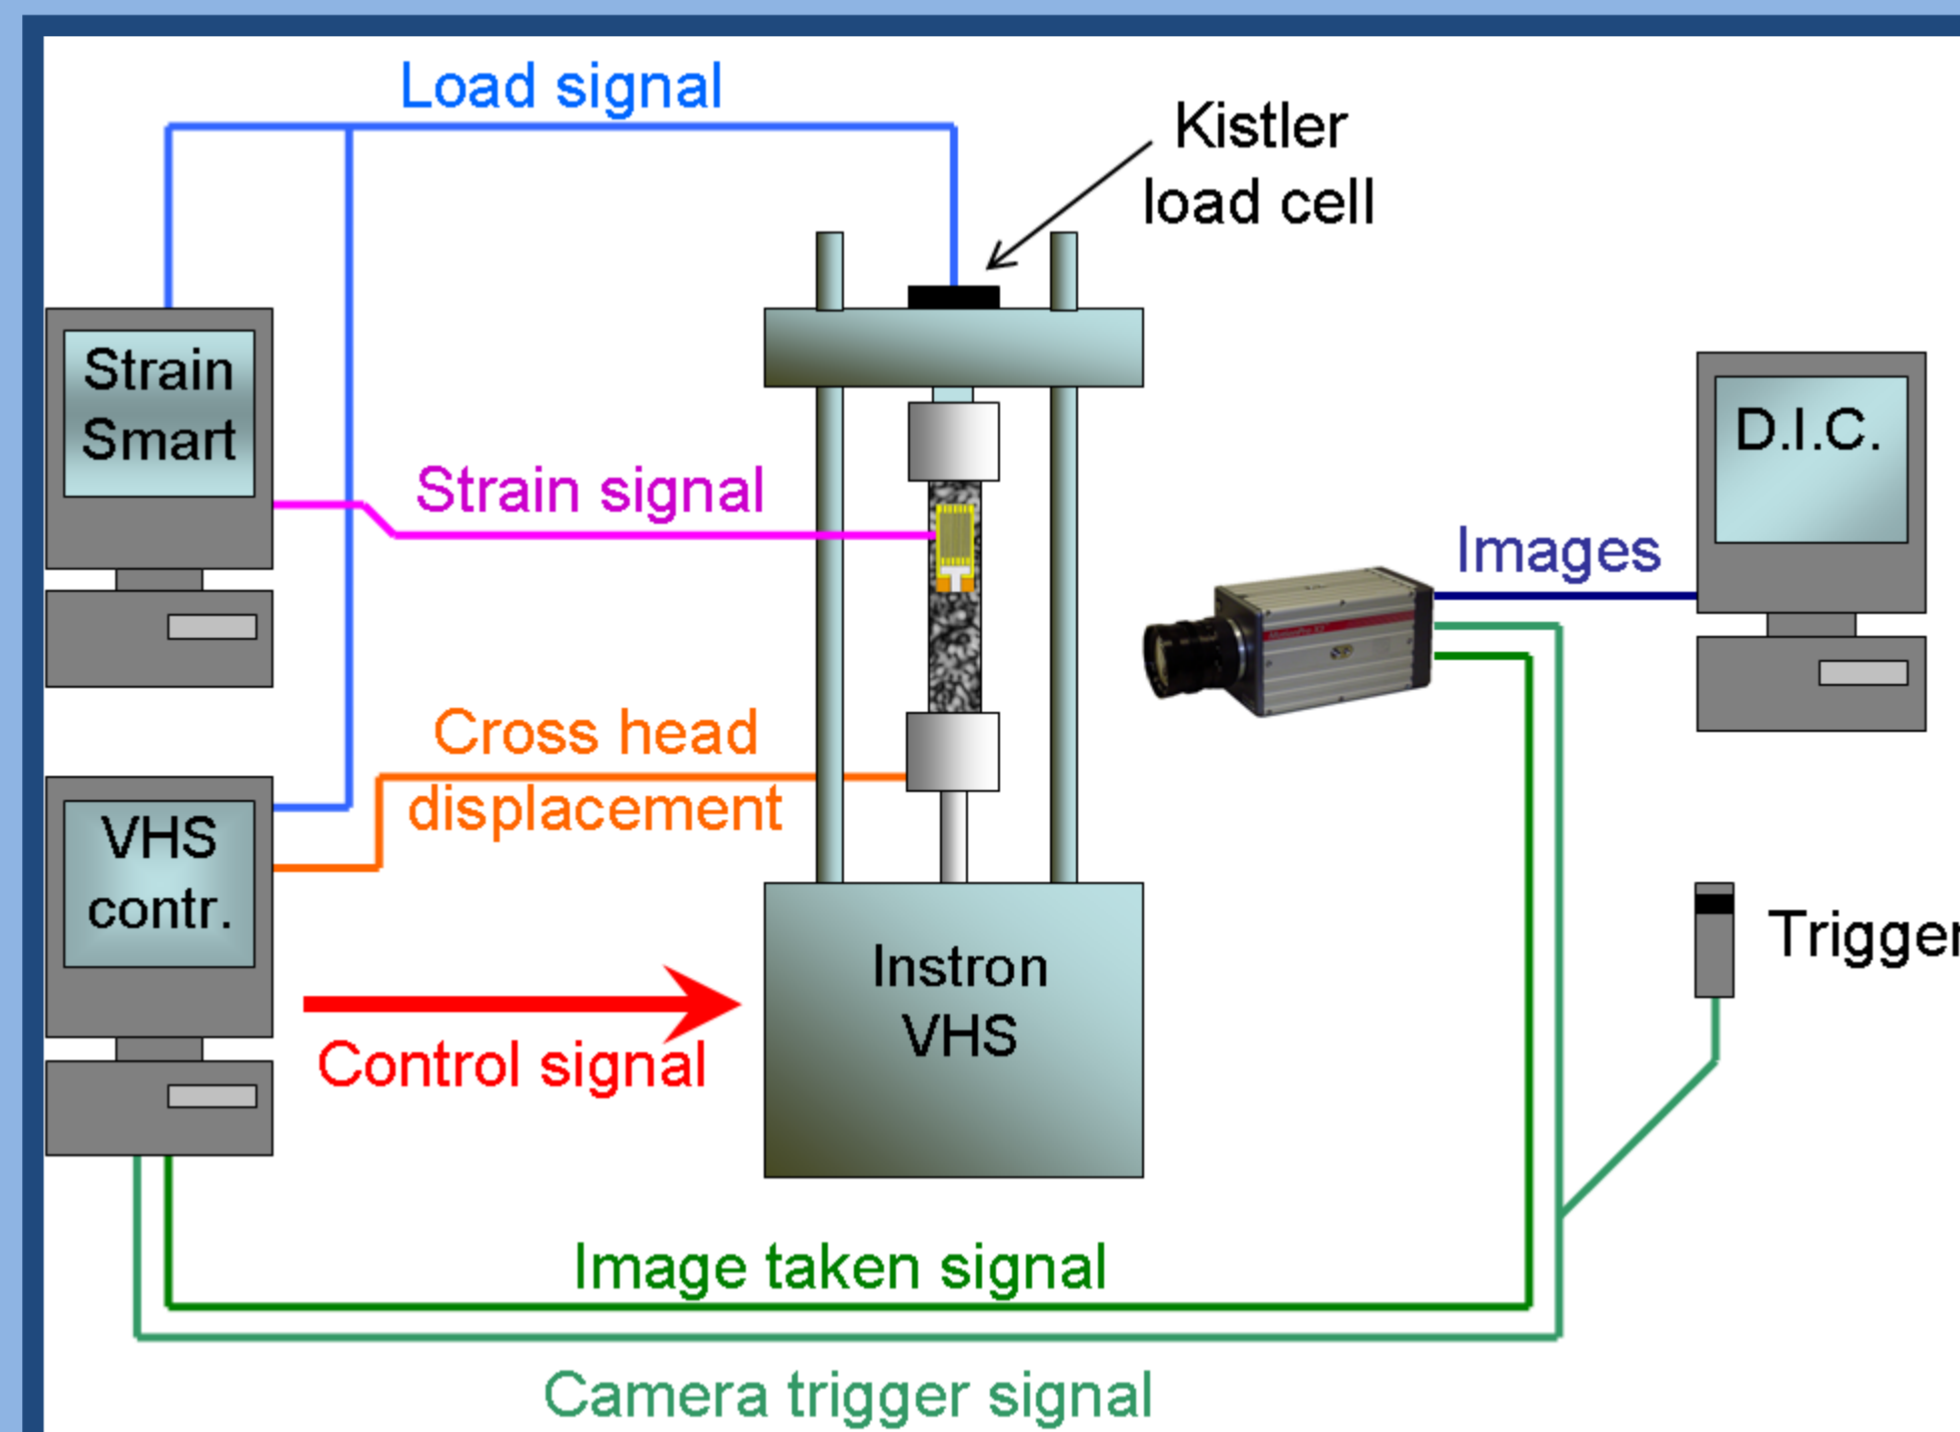 Load signal
Kistler
load cell
Strain
Smart
Strain signal
D.I.C.
Images
Cross head
displacement
VHS
contr.
Trigger
Instron
VHS
Control signal
Image taken signal
Camera trigger signal